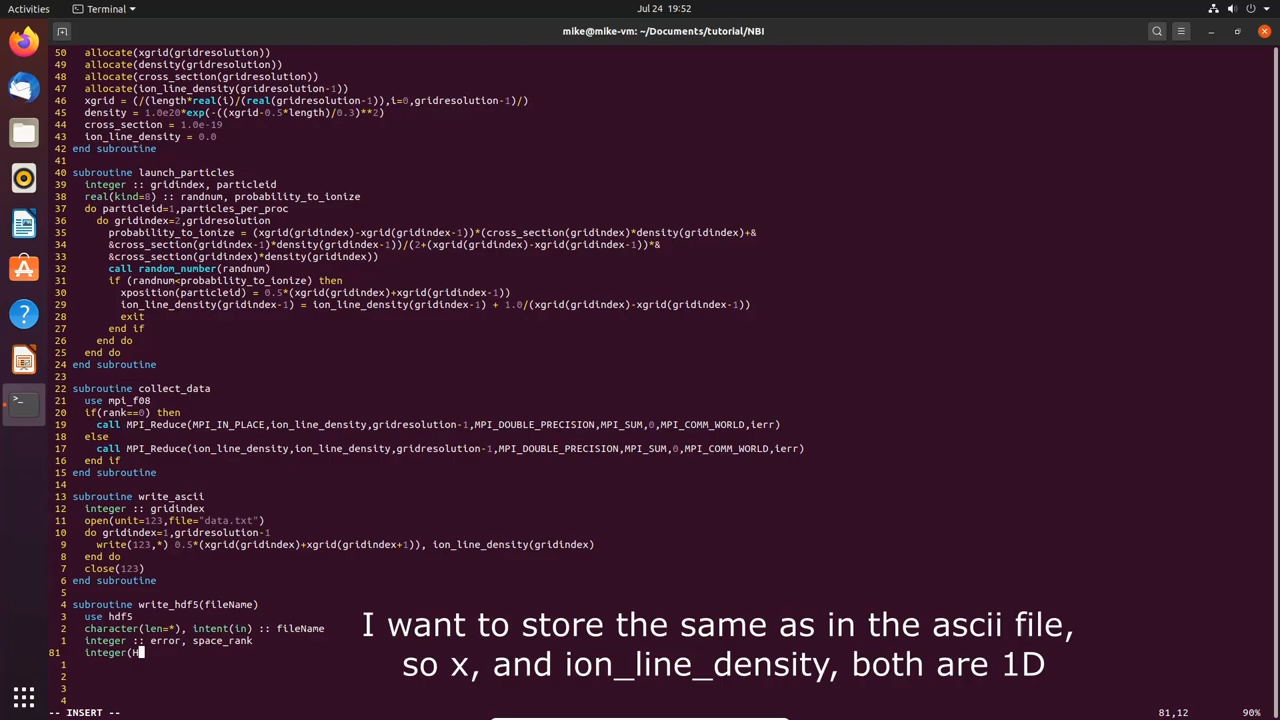 Activities
Terminal
Jul 24 19:52
mike@mike-vm: ~/Documents/tutorial/NBI
50 allocate(xgrid(gridresolution))
49 allocate(density(gridresolution))
48 allocate(cross_section(gridresolution))
47 allocate(ion_line_density(gridresolution-1))
46 xgrid = (/(length*real(i)/(real(gridresolution-1)),i=0,gridresolution-1)/)
45 density = 1.0e20*exp(-((xgrid-0.5*length)/0.3)**2)
44 cross_section = 1.0e-19
43 ion_line_density = 0.0
42 end subroutine
41
40 subroutine launch_particles
39 integer :: gridindex, particleid
38 real(kind=8) :: randnum, probability_to_ionize
37 do particleid=1,particles_per_proc
36 do gridindex=2,gridresolution
35 probability_to_ionize = (xgrid(gridindex)-xgrid(gridindex-1))*(cross_section(gridindex)*density(gridindex)+&
34 &cross_section(gridindex-1)*density(gridindex-1))/(2+(xgrid(gridindex)-xgrid(gridindex-1))*&
33 &cross_section(gridindex)*density(gridindex))
32 call random_number(randnum)
31 if (randnum<probability_to_ionize) then
30 xposition(particleid) = 0.5*(xgrid(gridindex)+xgrid(gridindex-1))
29 ion_line_density(gridindex-1) = ion_line_density(gridindex-1) + 1.0/(xgrid(gridindex)-xgrid(gridindex-1))
28 exit
27 end if
26 end do
25 end do
24 end subroutine
23
22 subroutine collect_data
21 use mpi_f08
20 if(rank==0) then
19 call MPI_Reduce(MPI_IN_PLACE,ion_line_density,gridresolution-1,MPI_DOUBLE_PRECISION,MPI_SUM,0,MPI_COMM_WORLD,ierr)
18 else
17 call MPI_Reduce(ion_line_density,ion_line_density,gridresolution-1,MPI_DOUBLE_PRECISION,MPI_SUM,0,MPI_COMM_WORLD,ierr)
16 end if
15 end subroutine
14
13 subroutine write_ascii
12 integer :: gridindex
11 open(unit=123,file="data.txt")
10 do gridindex=1,gridresolution-1
9 write(123,*) 0.5*(xgrid(gridindex)+xgrid(gridindex+1)), ion_line_density(gridindex)
8 end do
7 close(123)
6 end subroutine
5
4 subroutine write_hdf5(fileName)
3 use hdf5
2 character(len=*), intent(in) :: fileName
1 integer :: error, space_rank
81 integer(H
1
2
3
4
I want to store the same as in the ascii file,
so x, and ion_line_density, both are 1D
-- INSERT --
81,12
90%